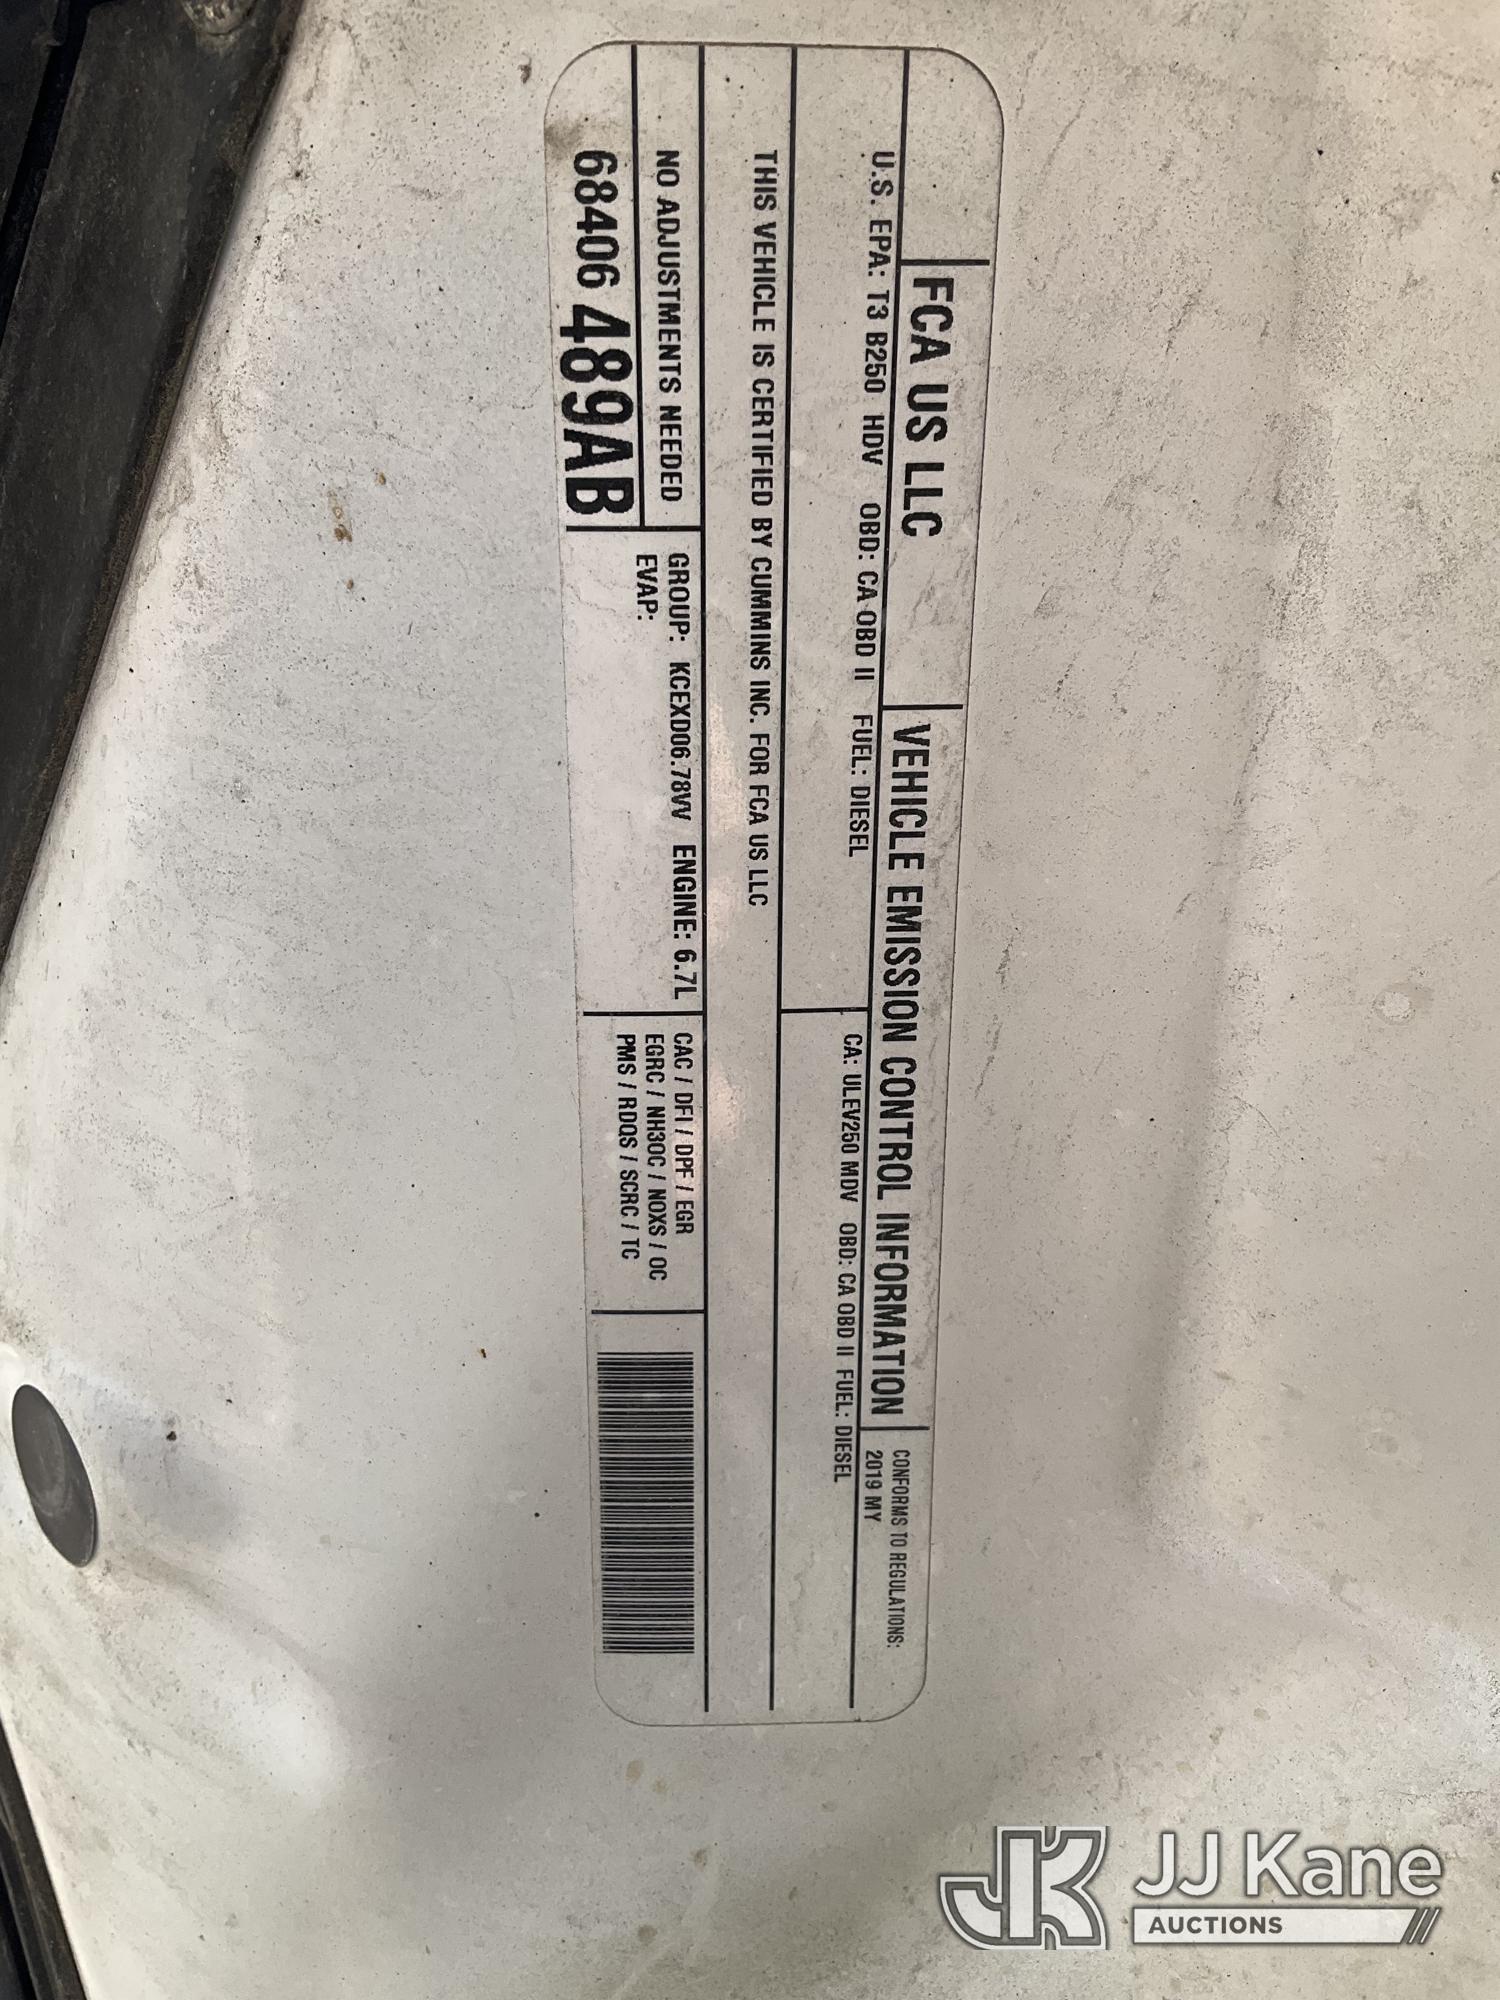 FCA US LLC VEHICLE EMISSION CONTROL INFORMATION
CONFORMS TO REGULATIONS:
2019 MY
U.S. EPA: T3 B250 HDV OBD: CA OBD II FUEL: DIESEL
CA: ULEV250 MDV OBD: CA OBD II FUEL: DIESEL
THIS VEHICLE IS CERTIFIED BY CUMMINS INC. FOR FCA US LLC
NO ADJUSTMENTS NEEDED
68406 489AB
GROUP: KCEXD06.78VV ENGINE: 6.7L
EVAP:
CAC / DFI / DPF / EGR
EGRC / NH3OC / NOXS / OC
PMS / RDQS / SCRC / TC
JK JJ Kane
AUCTIONS